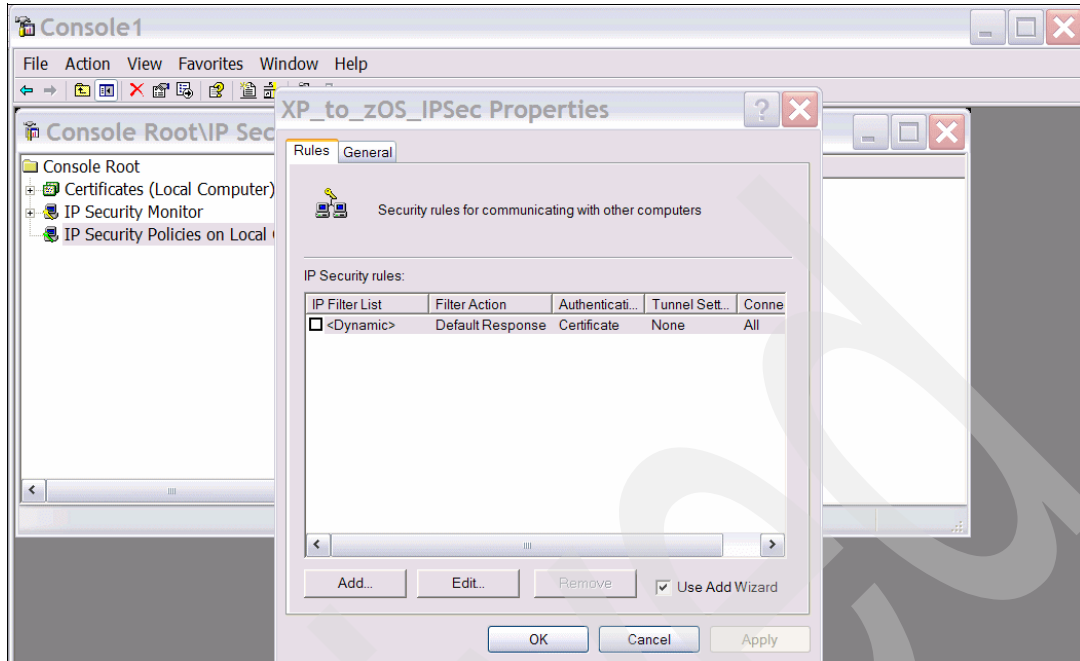 Console1
File Action View Favorites Window Help
XP_to_zOS_IPSec Properties
Console Root\IP Sec
Rules General
Console Root
Certificates (Local Computer)
IP Security Monitor
IP Security Policies on Local
Security rules for communicating with other computers
IP Security rules:
IP Filter List Filter Action Authenticati... Tunnel Sett... Conne
<Dynamic> Default Response Certificate None All
Add... Edit... Remove Use Add Wizard
OK Cancel Apply